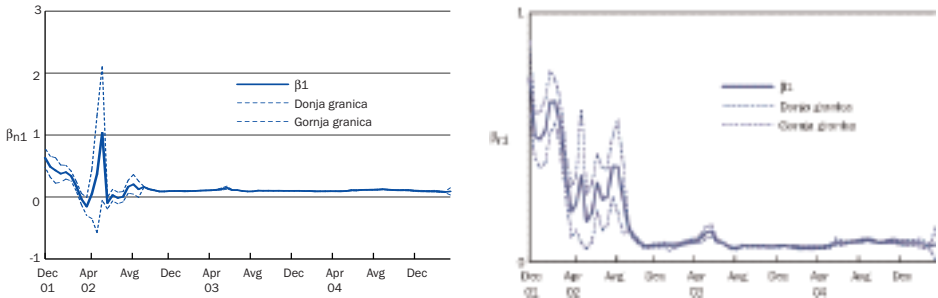 3
2
1
0
-1
βn1
β1
Donja granica
Gornja granica
Dec Apr Avg Dec Apr Avg Dec Apr Avg Dec
01 02 03 04
1
0
β1
Donja granica
Gornja granica
Dec Apr Avg Dec Apr Avg Dec Apr Avg Dec
01 02 03 04